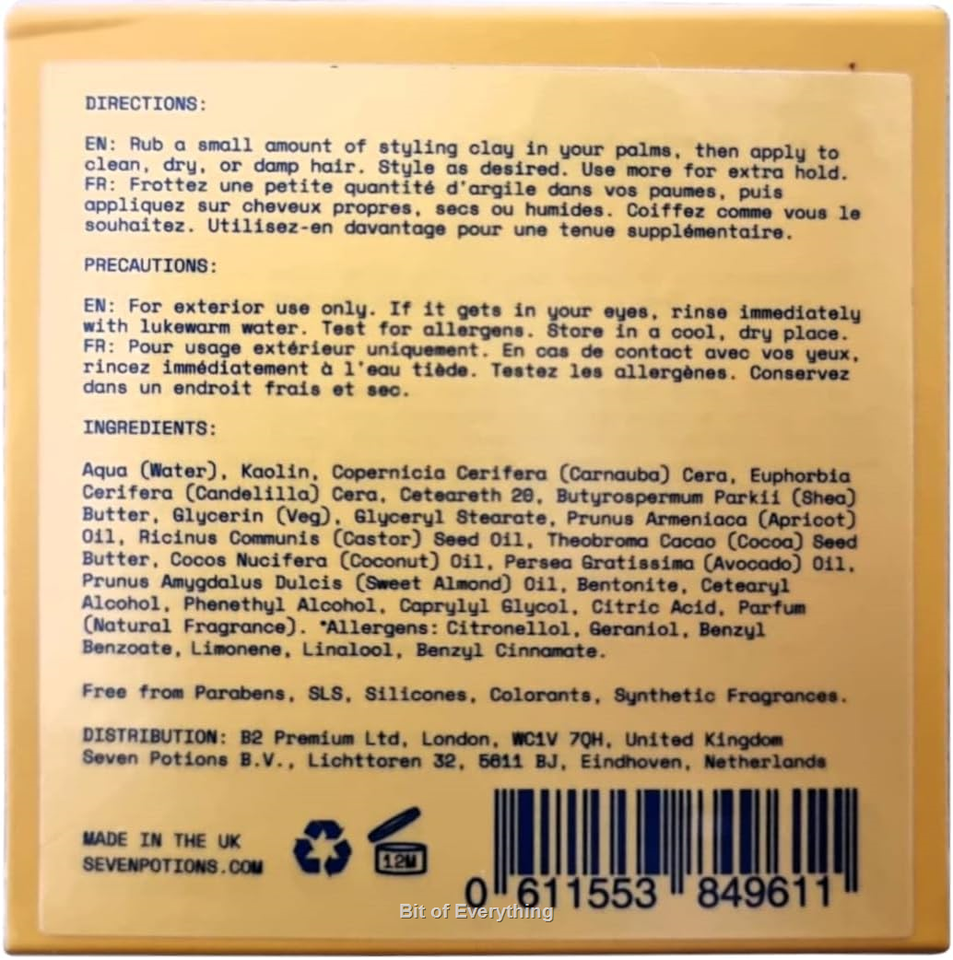 DIRECTIONS:
EN: Rub a small amount of styling clay in your palms, then apply to
clean, dry, or damp hair. Style as desired. Use more for extra hold.
FR: Frottez une petite quantité d'argile dans vos paumes, puis
appliquez sur cheveux propres, secs ou humides. Coiffez comme vous le
souhaitez. Utilisez-en davantage pour une tenue supplémentaire.
PRECAUTIONS:
EN: For exterior use only. If it gets in your eyes, rinse immediately
with lukewarm water. Test for allergens. Store in a cool, dry place.
FR: Pour usage extérieur uniquement. En cas de contact avec vos yeux,
rincez immédiatement à l'eau tiède. Testez les allergènes. Conservez
dans un endroit frais et sec.
INGREDIENTS:
Aqua (Water), Kaolin, Copernicia Cerifera (Carnauba) Cera, Euphorbia
Cerifera (Candelilla) Cera, Ceteareth 20, Butyrospermum Parkii (Shea)
Butter, Glycerin (Veg), Glyceryl Stearate, Prunus Armeniaca (Apricot)
Oil, Ricinus Communis (Castor) Seed Oil, Theobroma Cacao (Cocoa) Seed
Butter, Cocos Nucifera (Coconut) Oil, Persea Gratissima (Avocado) Oil,
Prunus Amygdalus Dulcis (Sweet Almond) Oil, Bentonite, Cetearyl
Alcohol, Phenethyl Alcohol, Caprylyl Glycol, Citric Acid, Parfum
(Natural Fragrance). *Allergens: Citronellol, Geraniol, Benzyl
Benzoate, Limonene, Linalool, Benzyl Cinnamate.
Free from Parabens, SLS, Silicones, Colorants, Synthetic Fragrances.
DISTRIBUTION: B2 Premium Ltd, London, WC1V 7QH, United Kingdom
Seven Potions B.V., Lichttoren 32, 5611 BJ, Eindhoven, Netherlands
MADE IN THE UK
SEVENPOTIONS.COM
12M
0 611553 849611
Bit of Everything